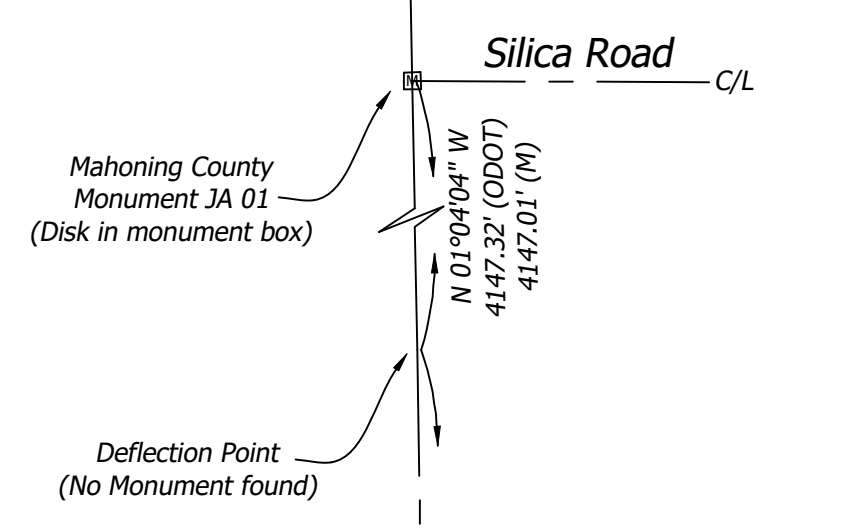 Silica Road
M
C/L
Mahoning County
Monument JA 01
(Disk in monument box)
N 01°04'04" W
4147.32' (ODOT)
4147.01' (M)
Deflection Point
(No Monument found)